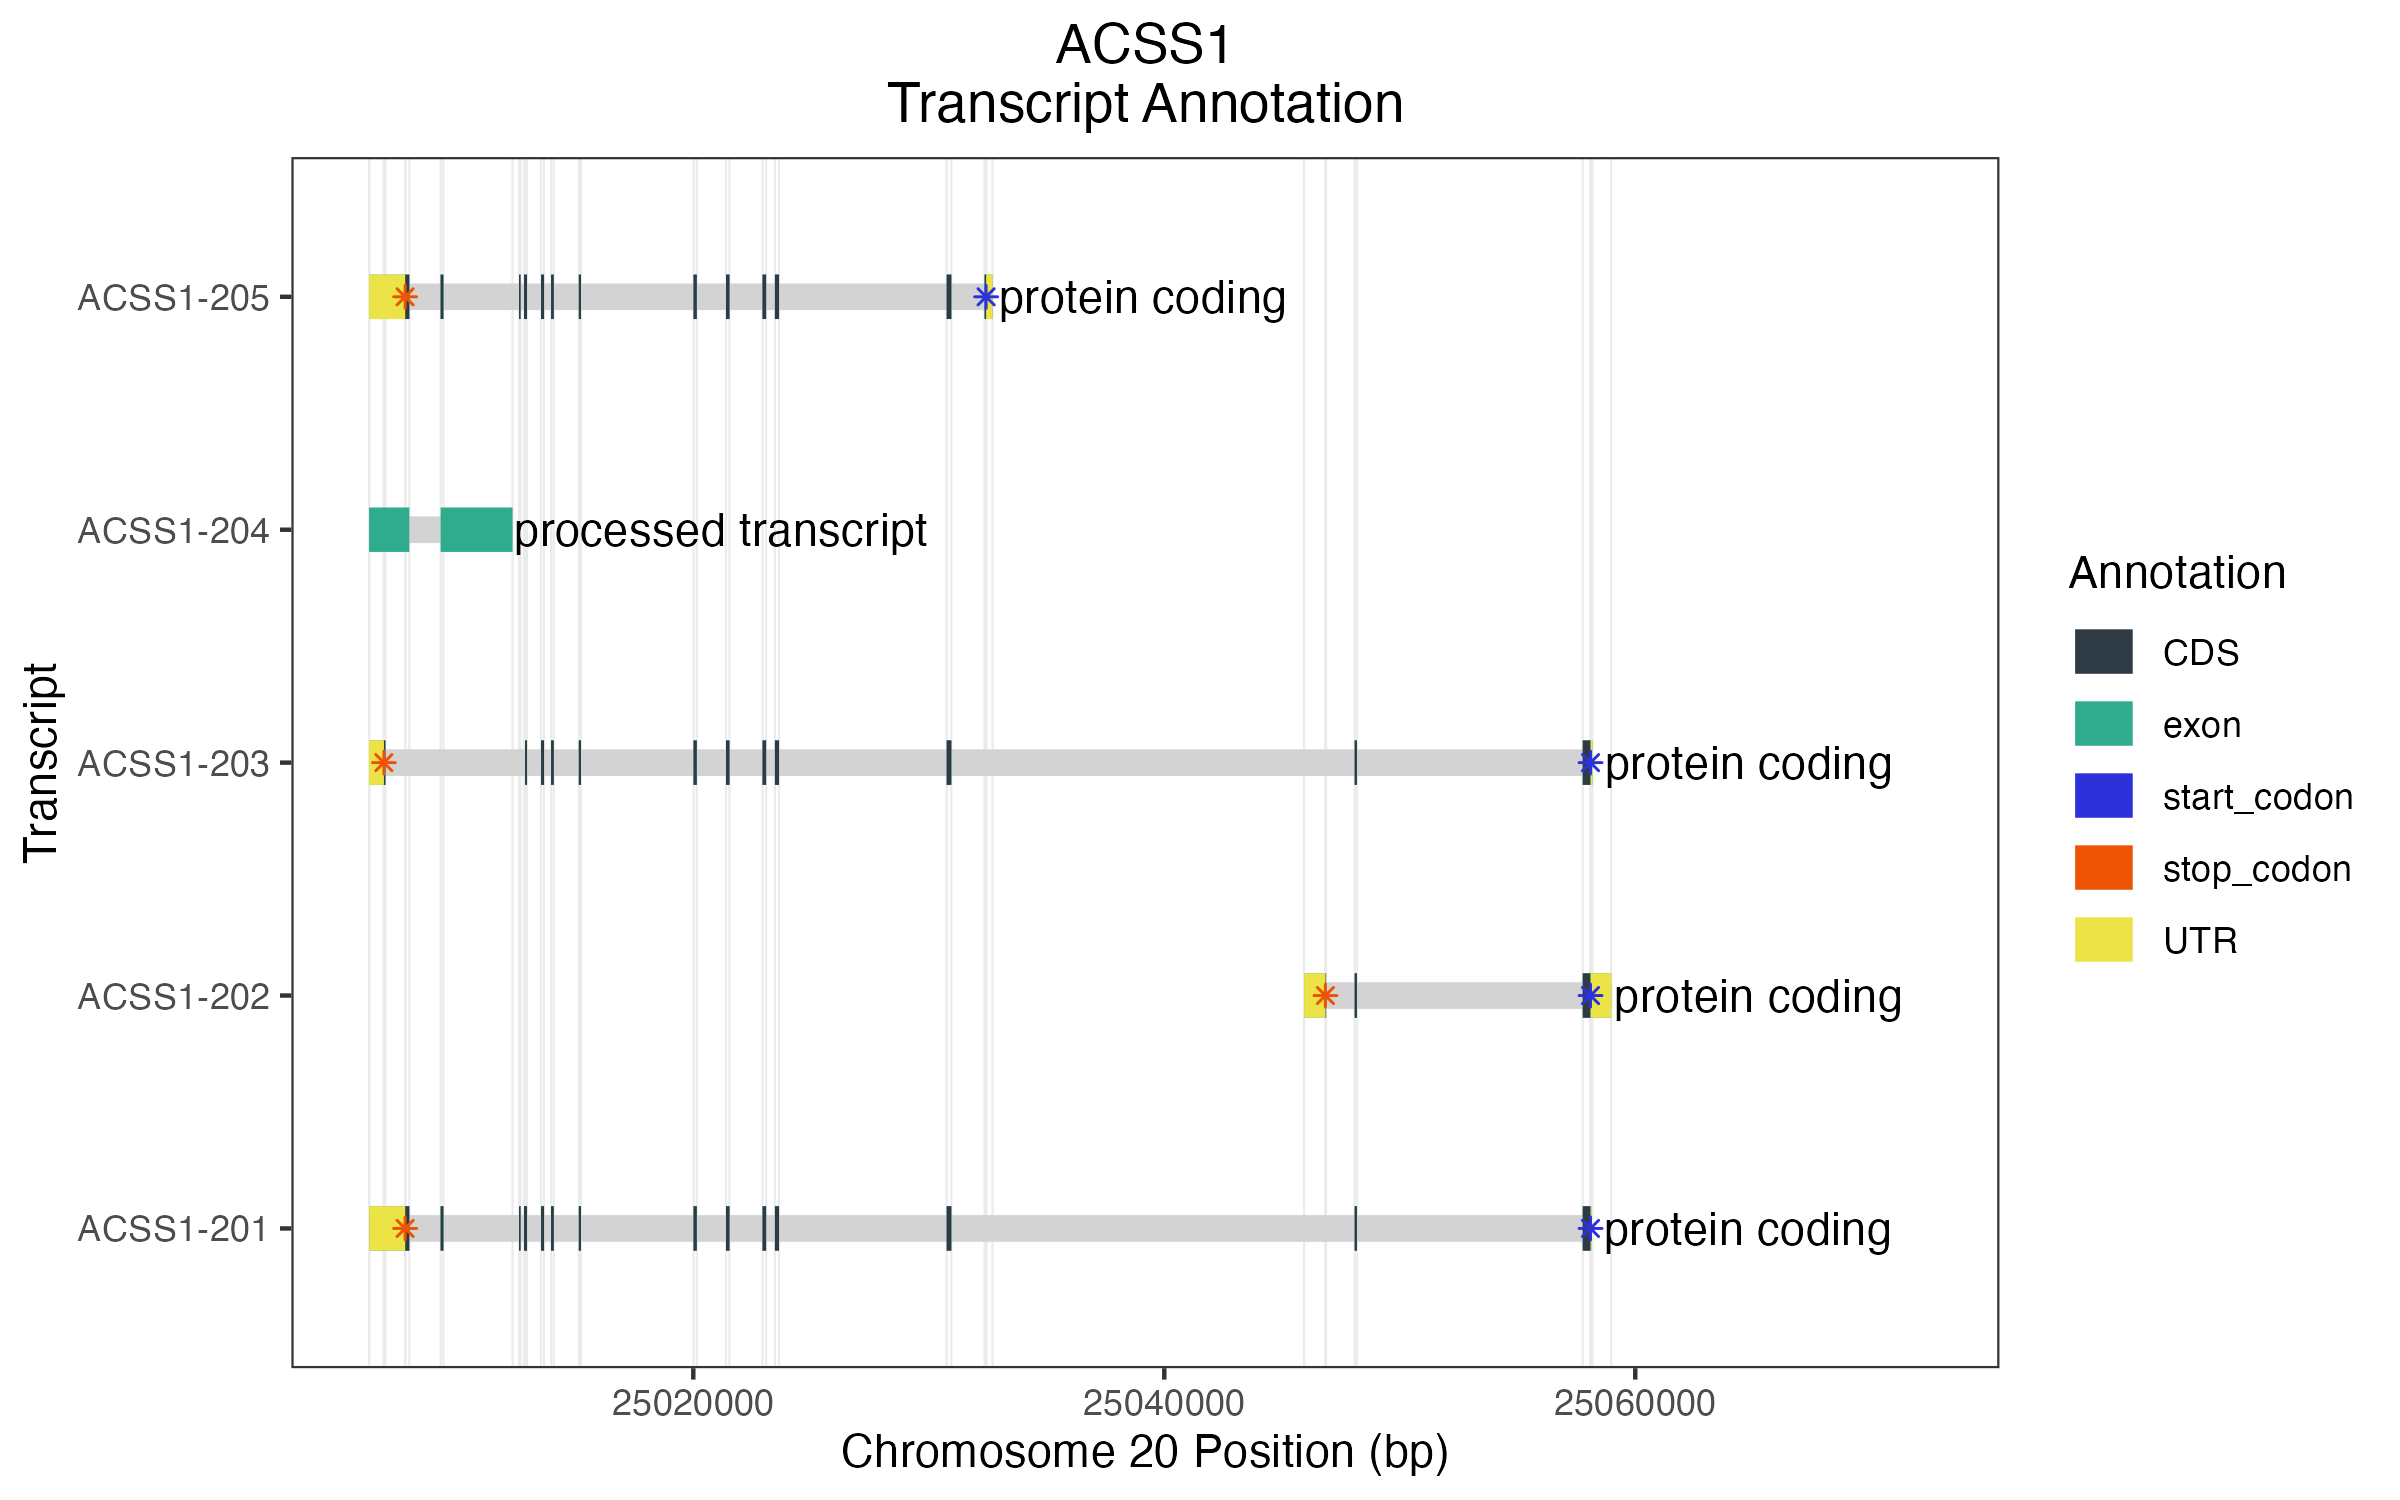 ACSS1
Transcript Annotation
Transcript
ACSS1-205
protein coding
ACSS1-204
processed transcript
ACSS1-203
protein coding
ACSS1-202
protein coding
ACSS1-201
protein coding
25020000
25040000
25060000
Chromosome 20 Position (bp)
Annotation
CDS
exon
start_codon
stop_codon
UTR